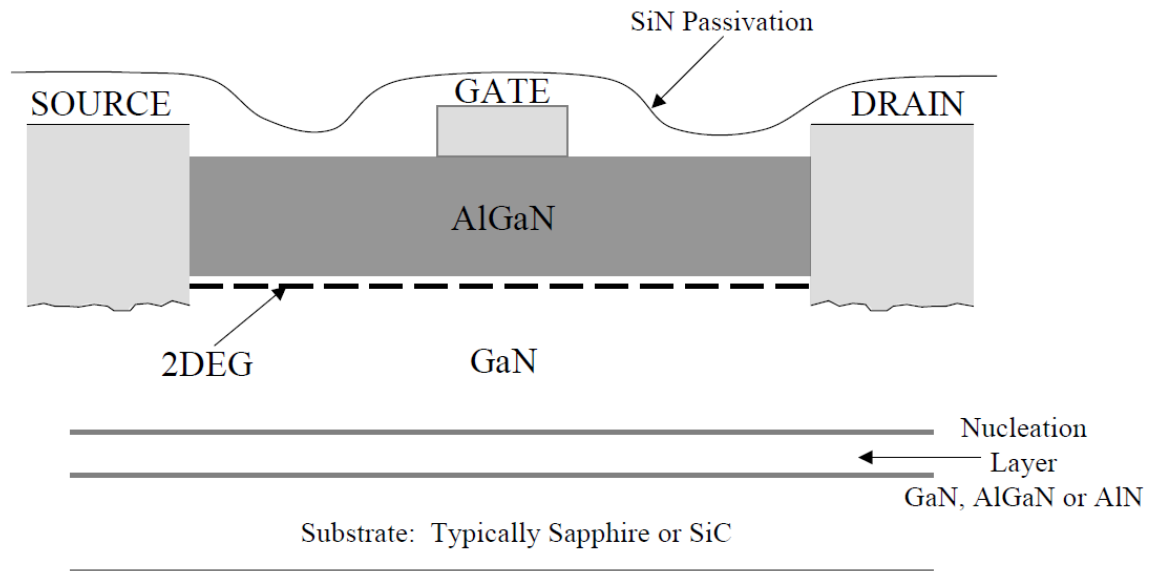 SiN Passivation
SOURCE
GATE
DRAIN
AlGaN
2DEG
GaN
Nucleation
Layer
GaN, AlGaN or AlN
Substrate:  Typically Sapphire or SiC